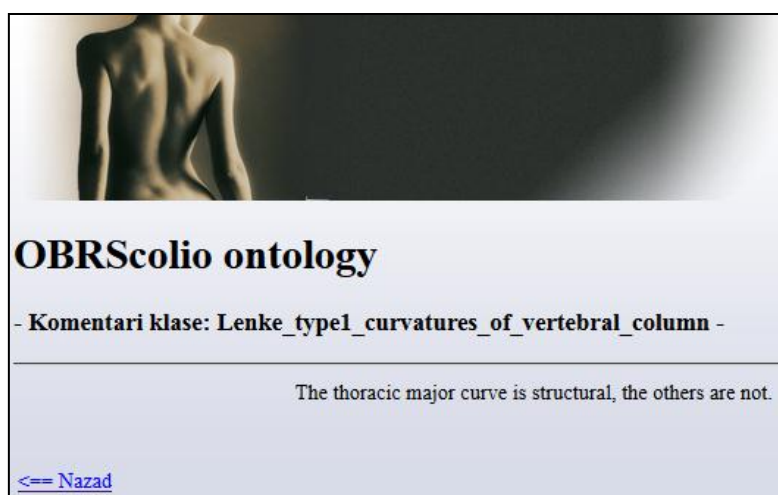 OBRScolio ontology
- Komentari klase: Lenke_type1_curvatures_of_vertebral_column -
The thoracic major curve is structural, the others are not.
<== Nazad